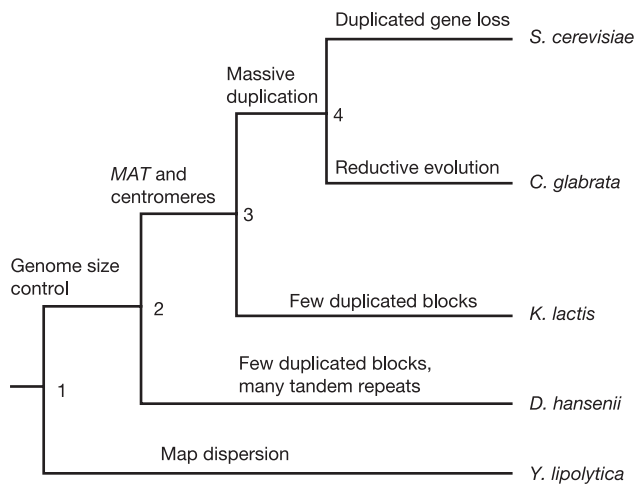 Duplicated gene loss
S. cerevisiae
Massive
duplication
4
MAT and
centromeres
Reductive evolution
C. glabrata
3
Genome size
control
2
Few duplicated blocks
K. lactis
Few duplicated blocks,
many tandem repeats
1
D. hansenii
Map dispersion
Y. lipolytica